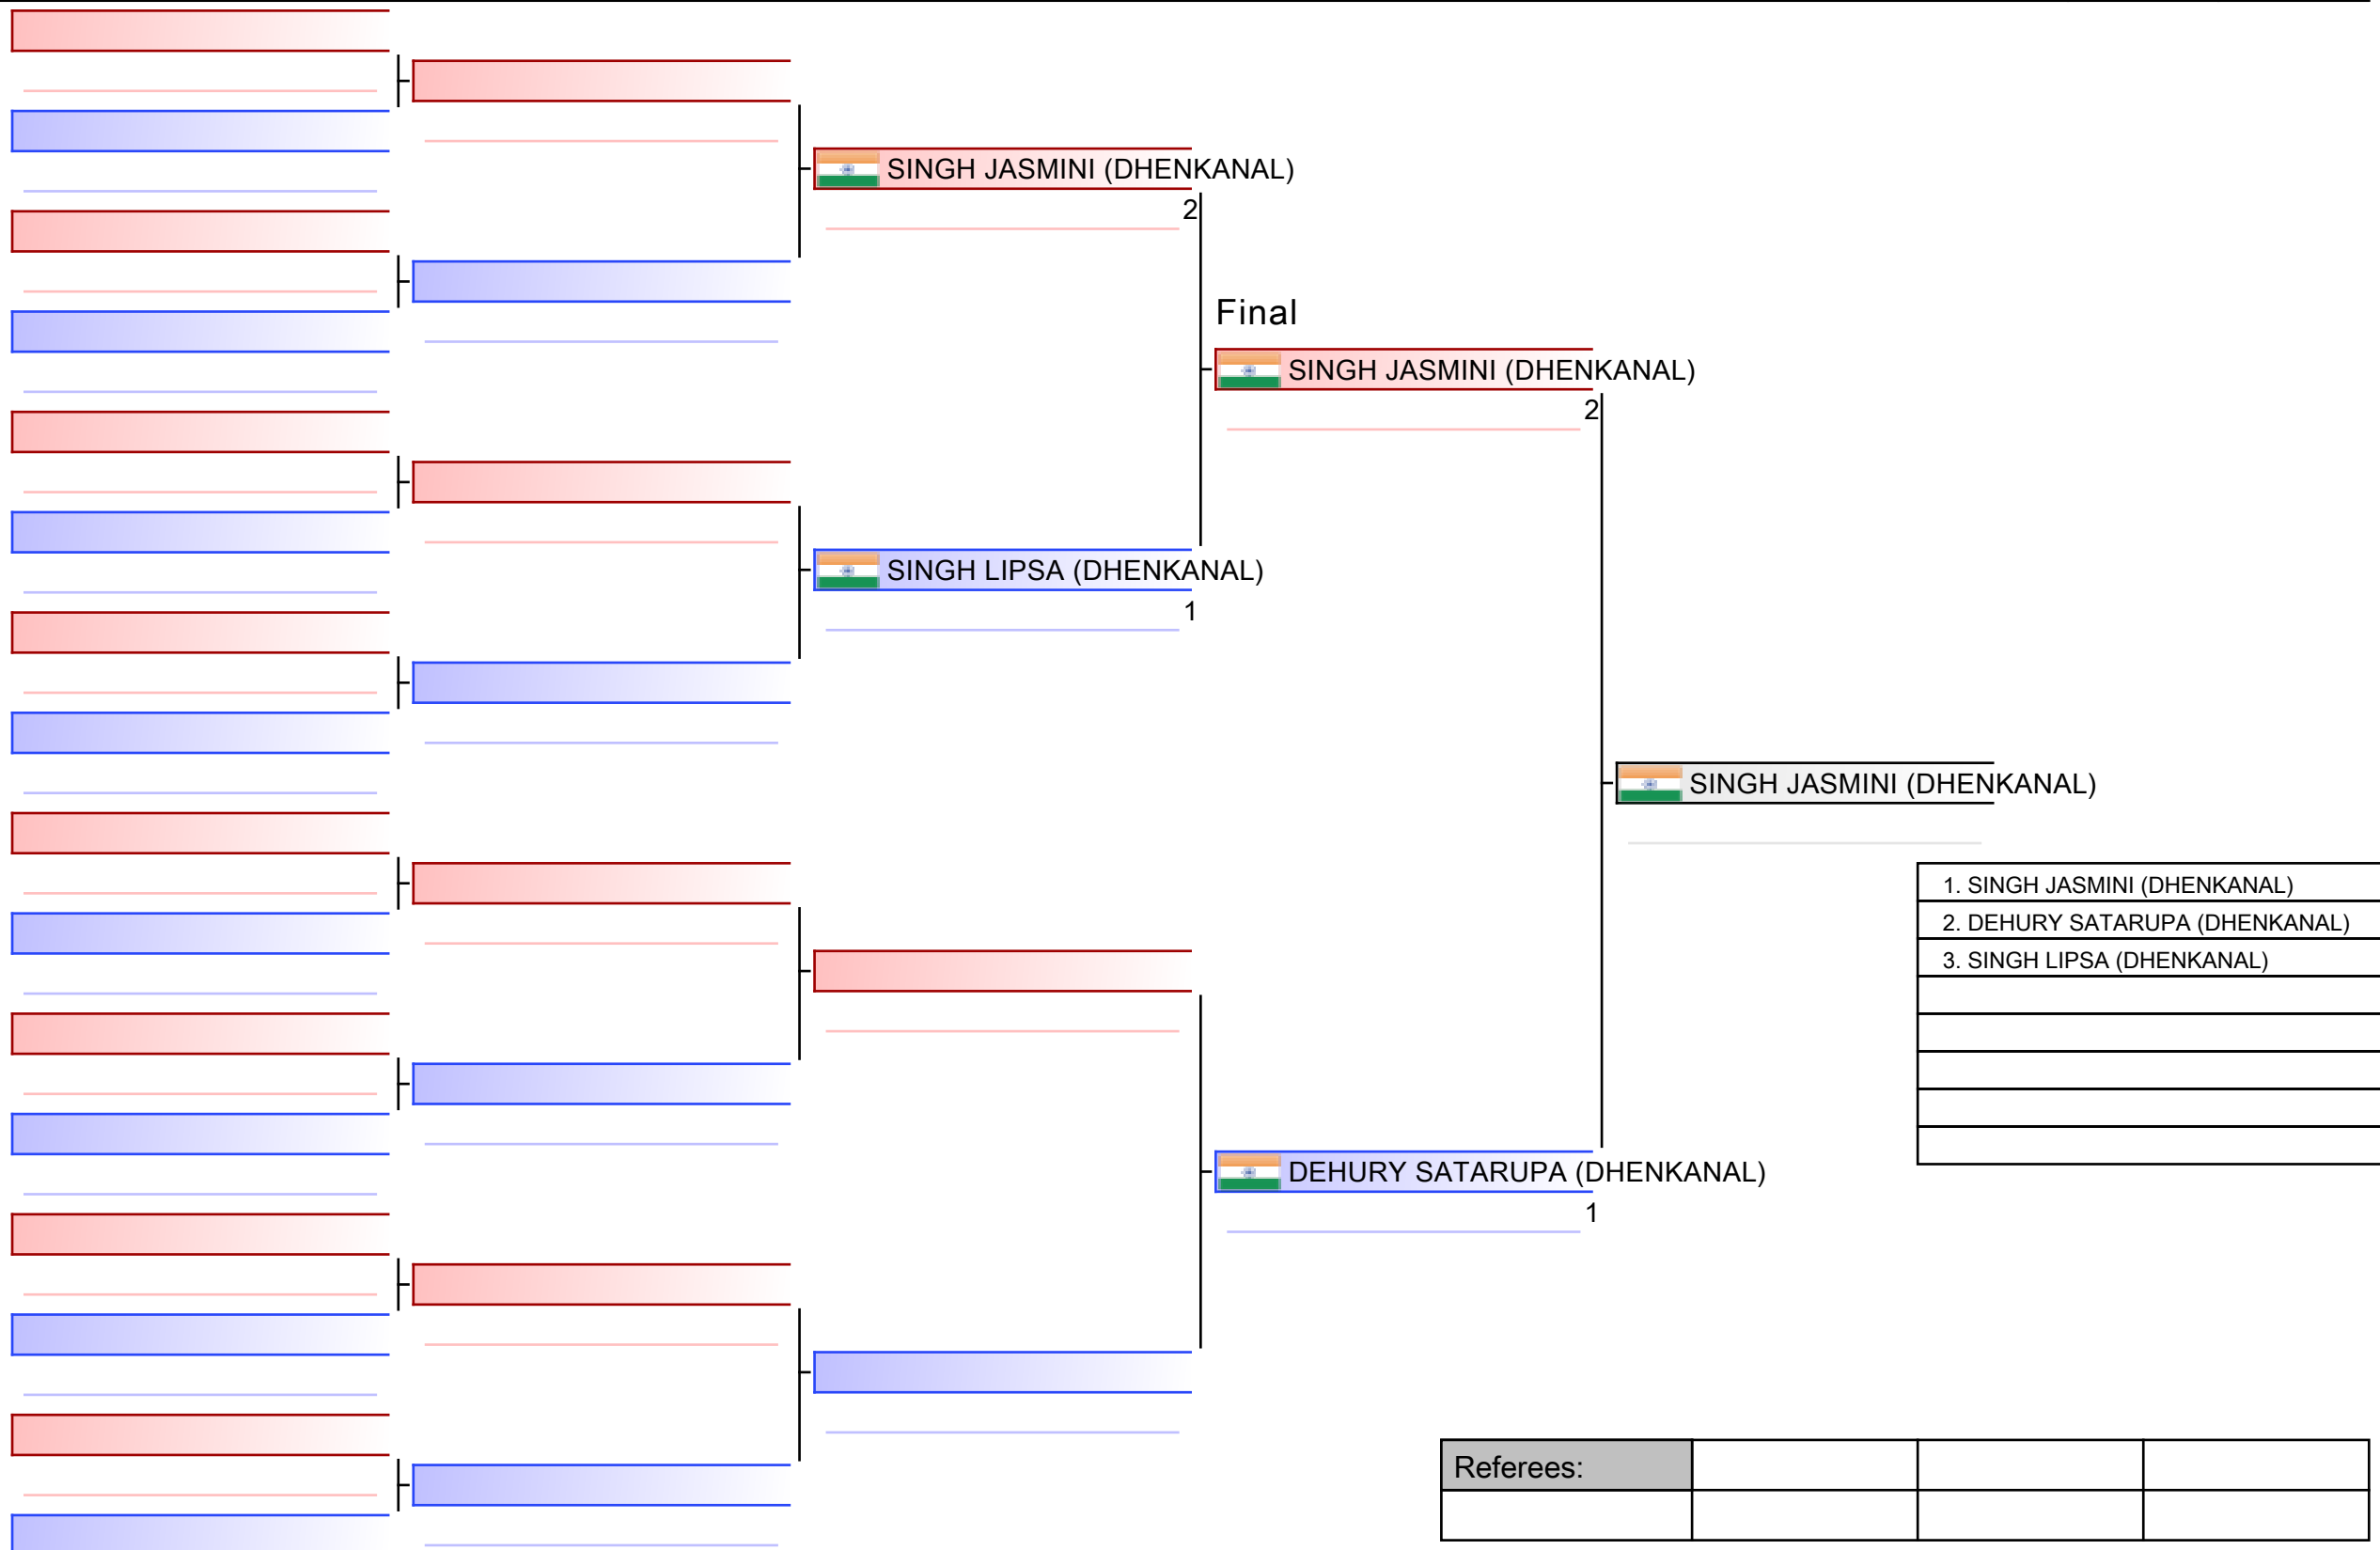 SINGH JASMINI (DHENKANAL)
2
Final
SINGH JASMINI (DHENKANAL)
2
SINGH LIPSA (DHENKANAL)
1
SINGH JASMINI (DHENKANAL)
1. SINGH JASMINI (DHENKANAL)
2. DEHURY SATARUPA (DHENKANAL)
3. SINGH LIPSA (DHENKANAL)
DEHURY SATARUPA (DHENKANAL)
1
Referees: